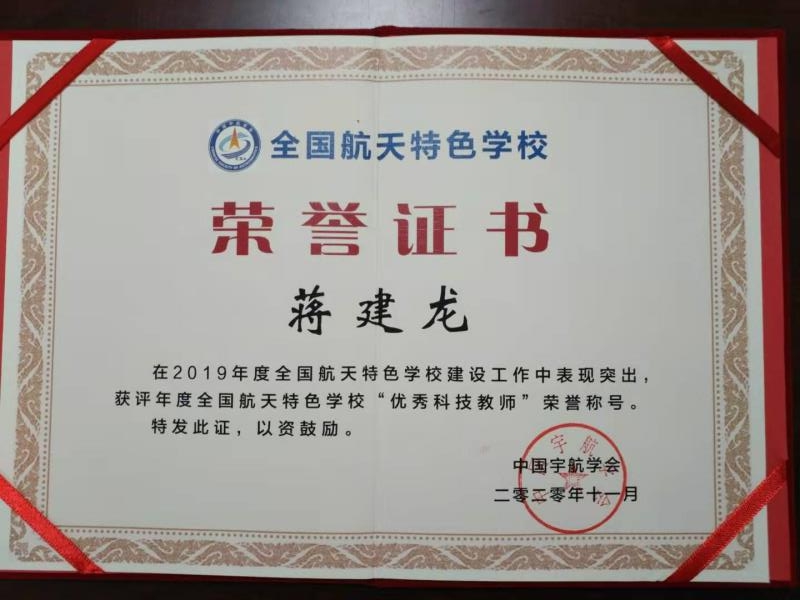 全国航天特色学校
荣誉证书
蒋建龙
在2019年度全国航天特色学校建设工作中表现突出，
获评年度全国航天特色学校“优秀科技教师”荣誉称号。
特发此证，以资鼓励。
中国宇航学会
二零二零年十一月